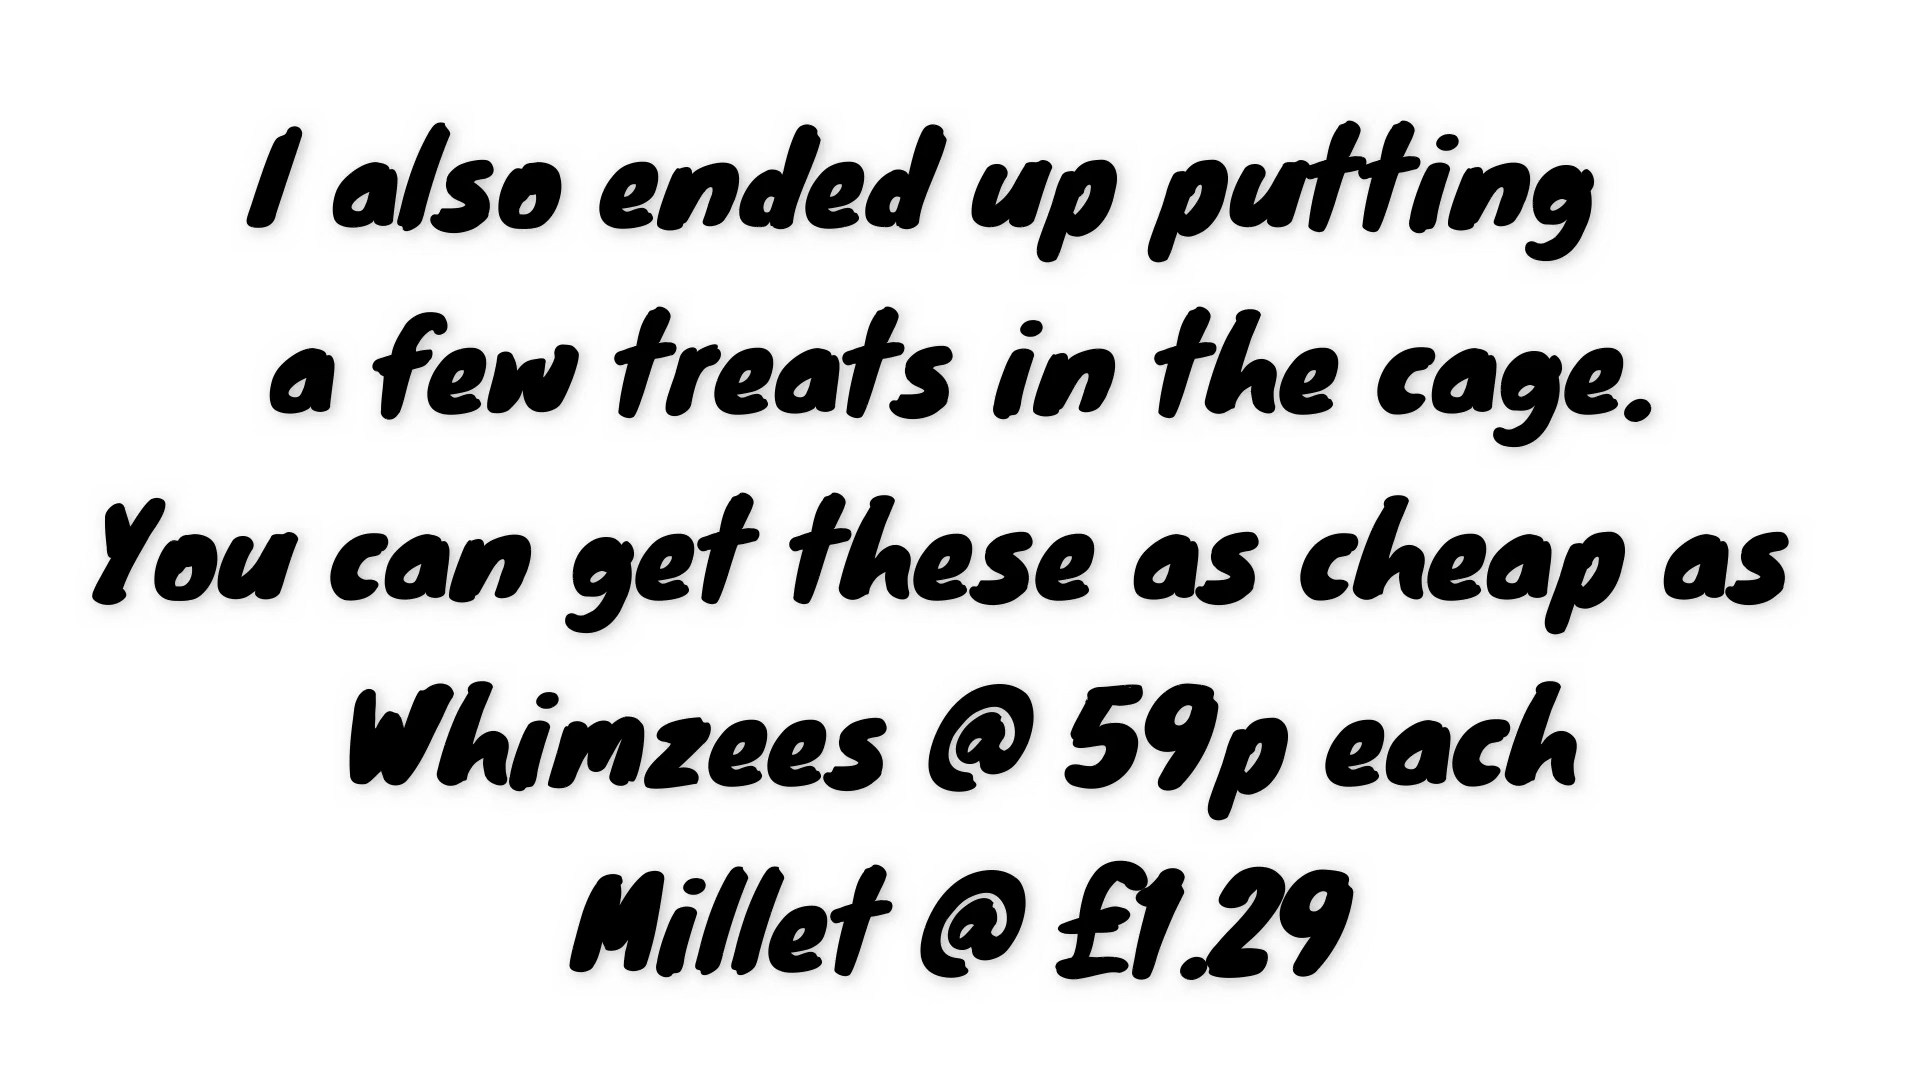 I also ended up putting
a few treats in the cage.
You can get these as cheap as
Whimzees @ 59p each
Millet @ £1.29